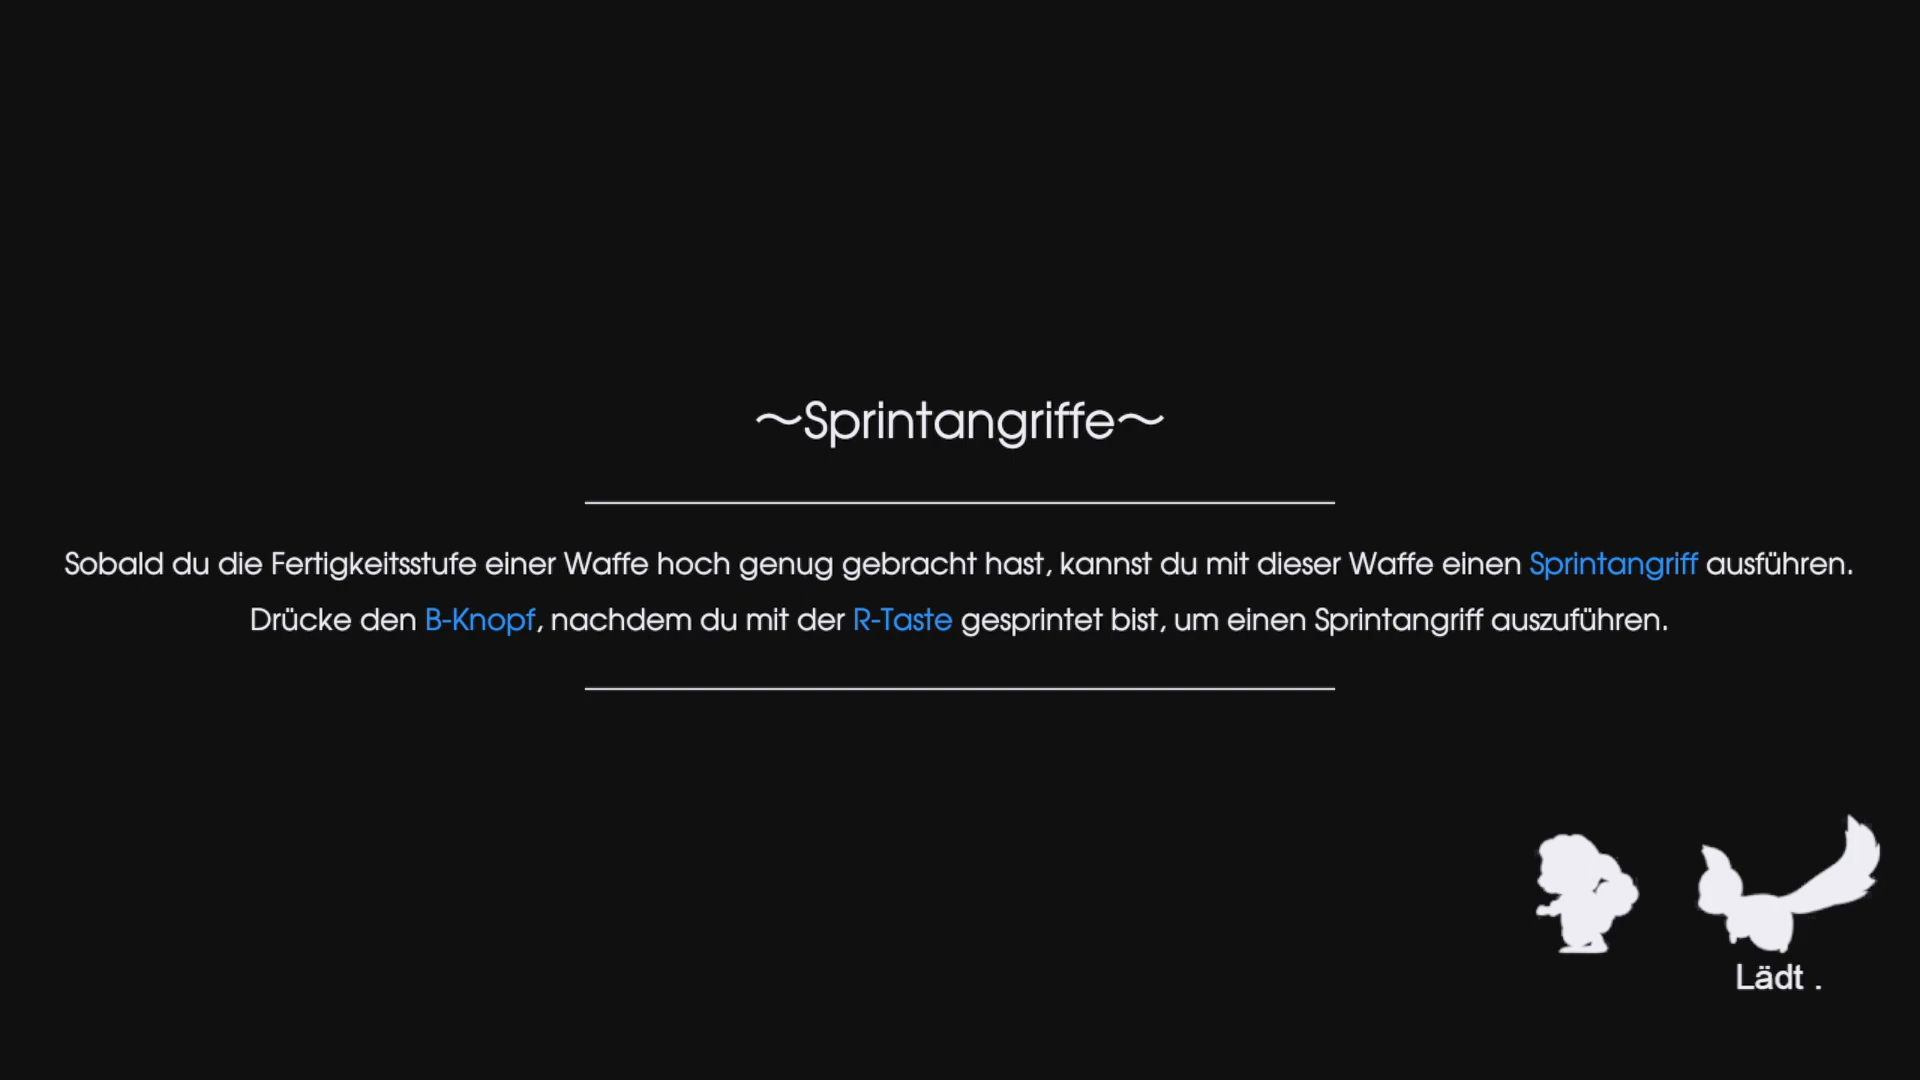 ～Sprintangriffe～
Sobald du die Fertigkeitsstufe einer Waffe hoch genug gebracht hast, kannst du mit dieser Waffe einen Sprintangriff ausführen.
Drücke den B-Knopf, nachdem du mit der R-Taste gesprintet bist, um einen Sprintangriff auszuführen.
Lädt .